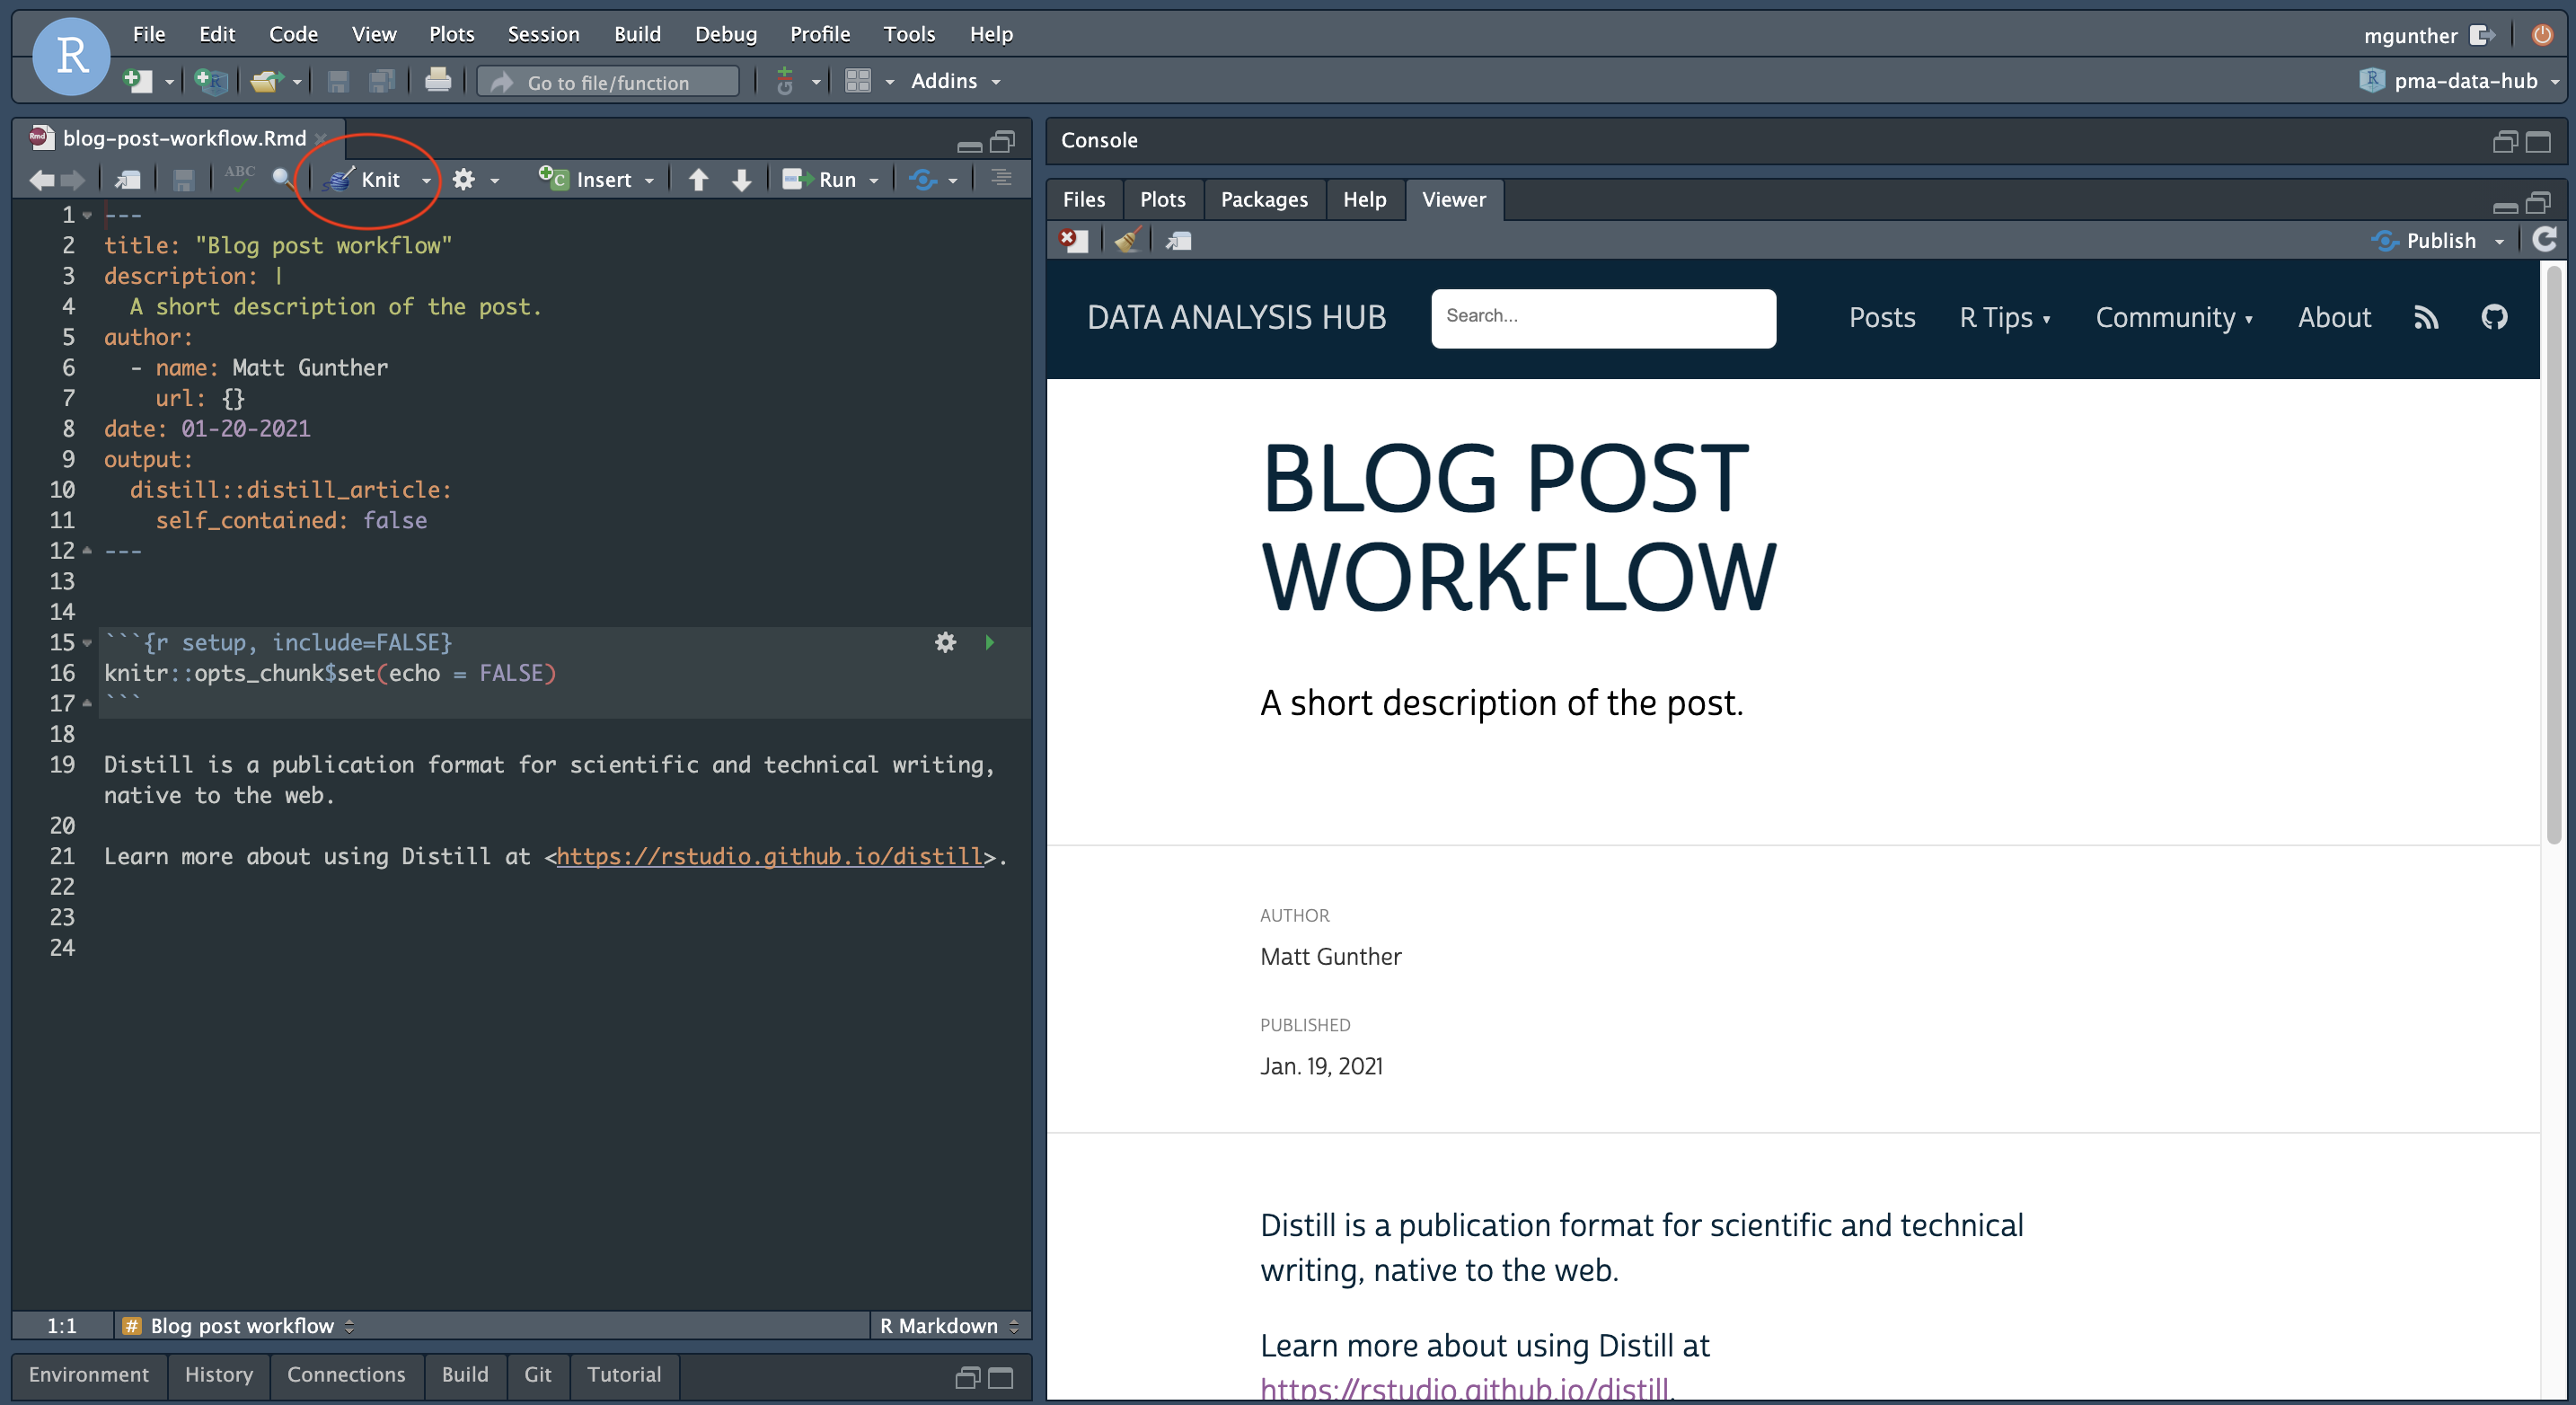 R
File Edit Code View Plots Session Build Debug Profile Tools Help
mgunther
Go to file/function
Addins
R pma-data-hub
Rmd blog-post-workflow.Rmd
ABC Knit Insert Run
1 ---
2 title: "Blog post workflow"
3 description: |
4 A short description of the post.
5 author:
6 - name: Matt Gunther
7 url: {}
8 date: 01-20-2021
9 output:
10 distill::distill_article:
11 self_contained: false
12 ---
13
14
15 ```{r setup, include=FALSE}
16 knitr::opts_chunk$set(echo = FALSE)
17 ```
18
19 Distill is a publication format for scientific and technical writing,
native to the web.
20
21 Learn more about using Distill at <https://rstudio.github.io/distill>.
22
23
24
1:1 # Blog post workflow R Markdown
Environment History Connections Build Git Tutorial
Console
Files Plots Packages Help Viewer
Publish
DATA ANALYSIS HUB Search... Posts R Tips Community About
BLOG POST
WORKFLOW
A short description of the post.
AUTHOR
Matt Gunther
PUBLISHED
Jan. 19, 2021
Distill is a publication format for scientific and technical
writing, native to the web.
Learn more about using Distill at
https://rstudio.github.io/distill.